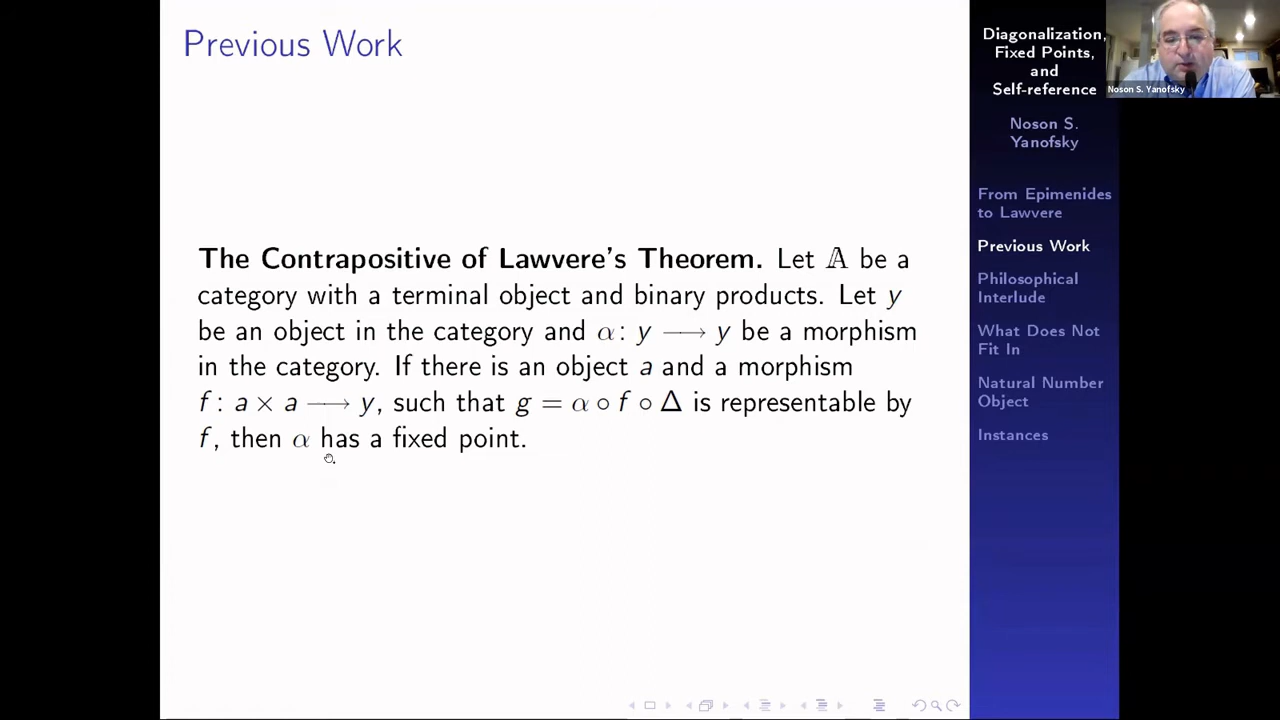 Previous Work
The Contrapositive of Lawvere's Theorem. Let 𝔸 be a
category with a terminal object and binary products. Let y
be an object in the category and α: y ⟶ y be a morphism
in the category. If there is an object a and a morphism
f: a × a ⟶ y, such that g = α ∘ f ∘ Δ is representable by
f, then α has a fixed point.
Diagonalization,
Fixed Points,
and
Self-reference
Noson S.
Yanofsky
From Epimenides
to Lawvere
Previous Work
Philosophical
Interlude
What Does Not
Fit In
Natural Number
Object
Instances
Noson S. Yanofsky